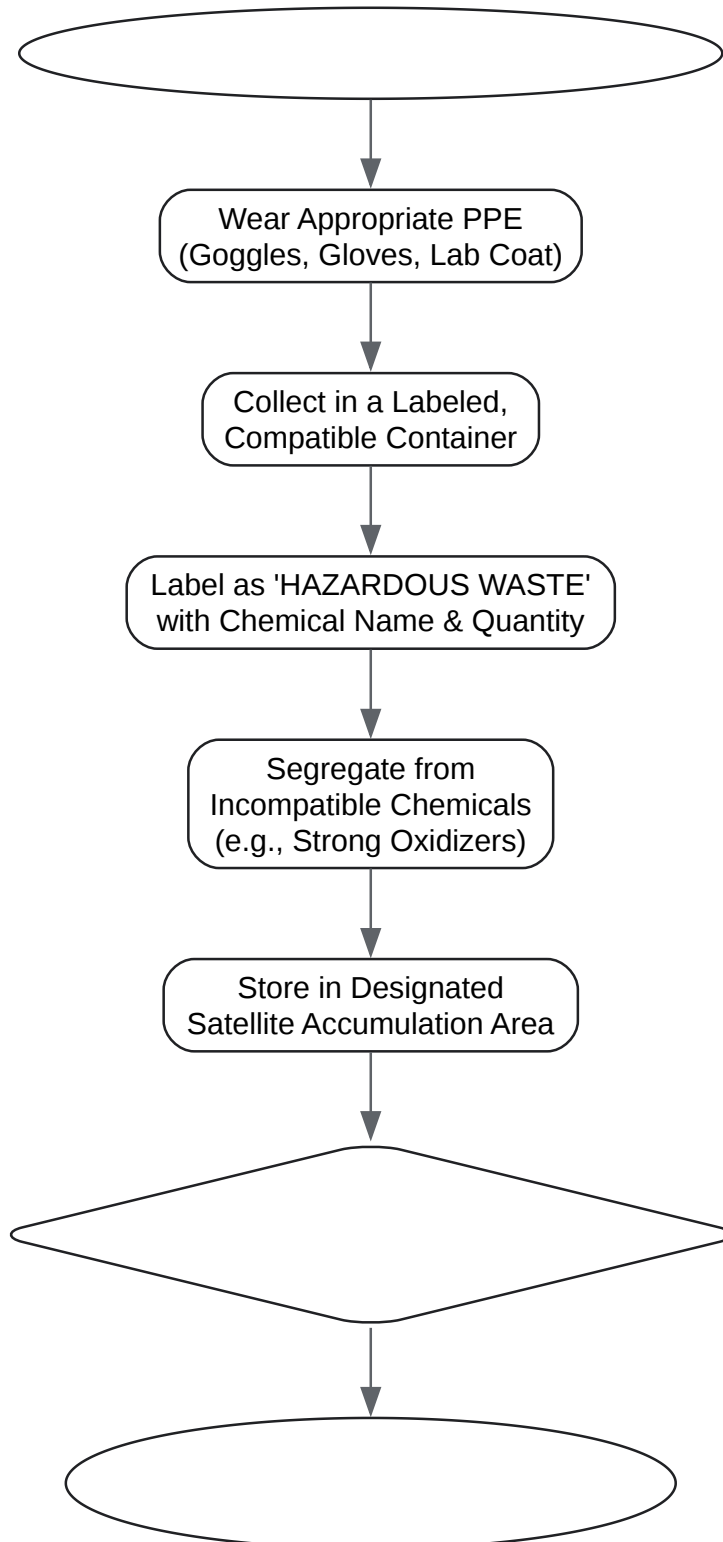 Wear Appropriate PPE
(Goggles, Gloves, Lab Coat)
Collect in a Labeled,
Compatible Container
Label as 'HAZARDOUS WASTE'
with Chemical Name & Quantity
Segregate from
Incompatible Chemicals
(e.g., Strong Oxidizers)
Store in Designated
Satellite Accumulation Area